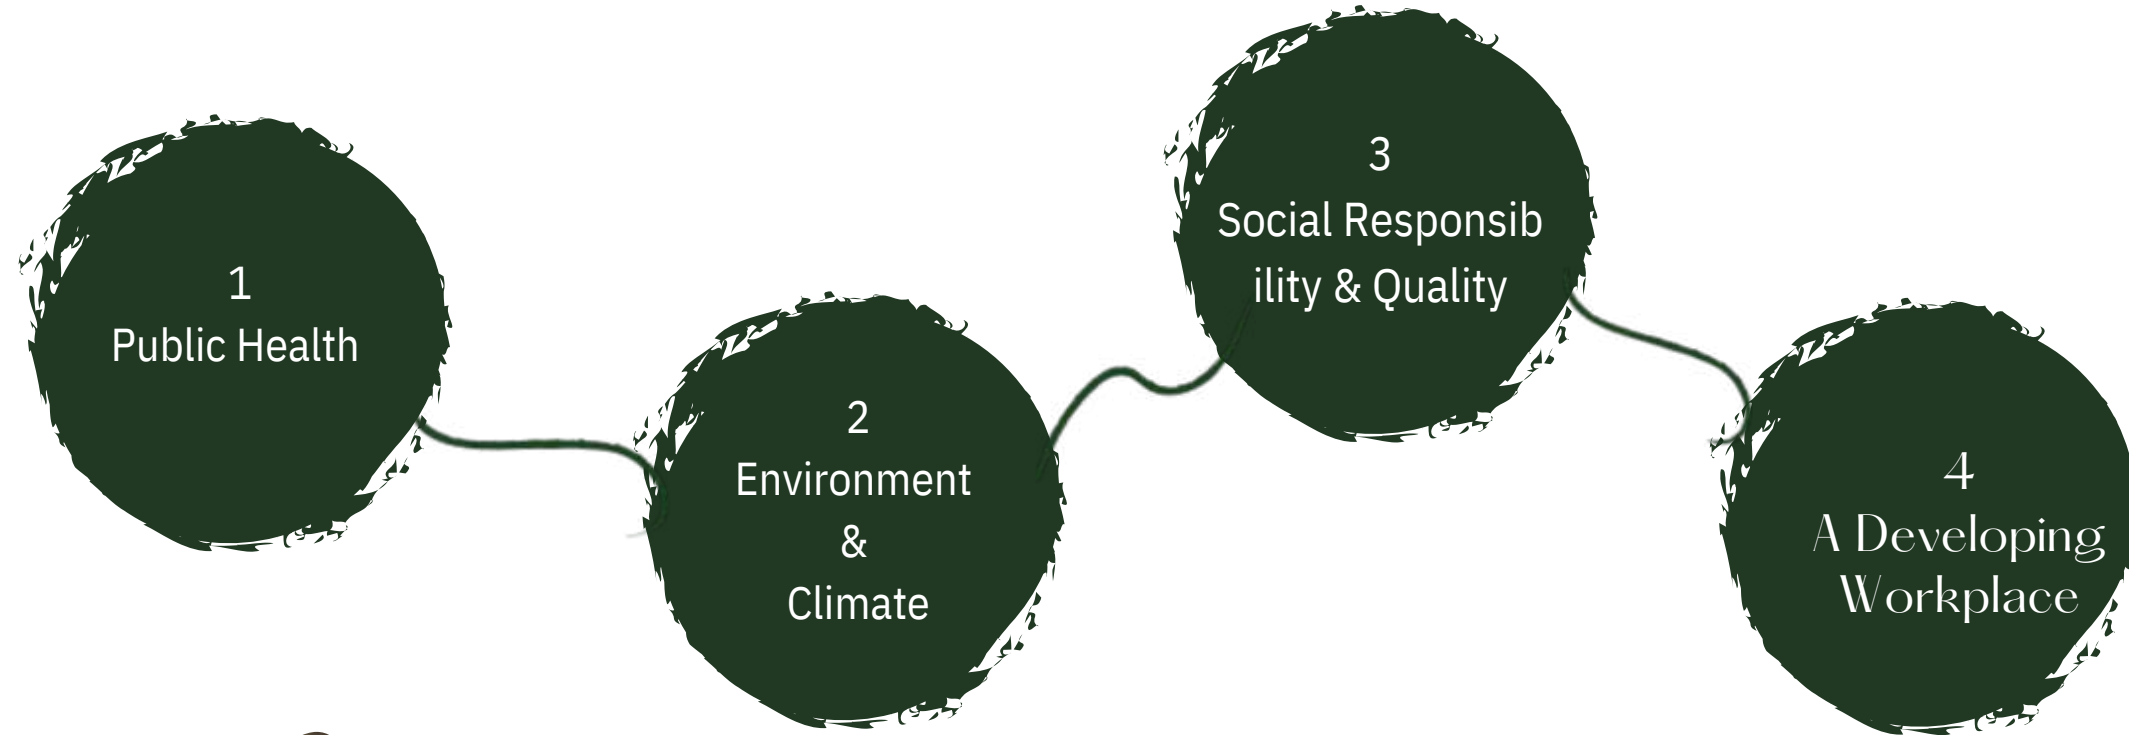 1
Public Health
2
Environment
&
Climate
3
Social Responsib
ility & Quality
4
A Developing
Workplace